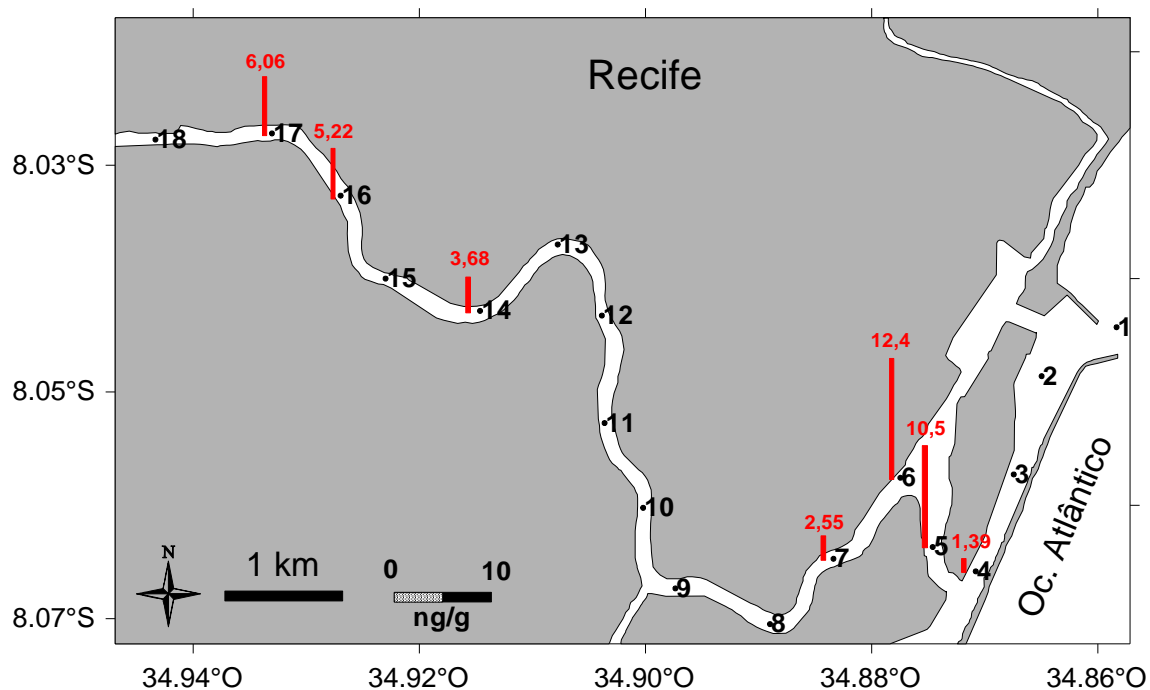 Recife
6,06
17
18
5,22
16
13
3,68
15
14
12
1
12,4
2
11
10,5
6
3
10
2,55
1,39
5
7
4
9
8
N
1 km
0
10
ng/g
Oc. Atlântico
8.03°S
8.05°S
8.07°S
34.94°O
34.92°O
34.90°O
34.88°O
34.86°O